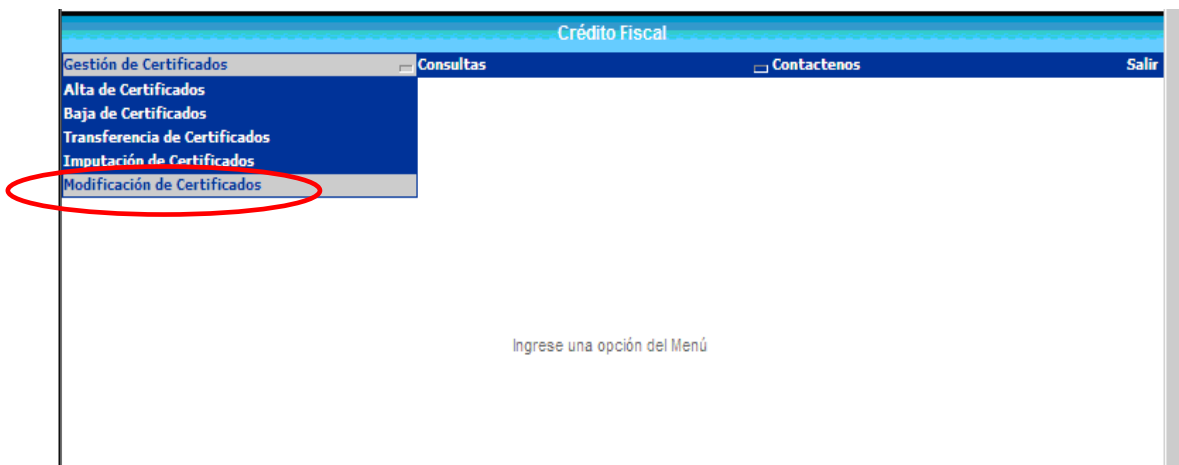 Crédito Fiscal
Gestión de Certificados Consultas Contactenos Salir
Alta de Certificados
Baja de Certificados
Transferencia de Certificados
Imputación de Certificados
Modificación de Certificados
Ingrese una opción del Menú